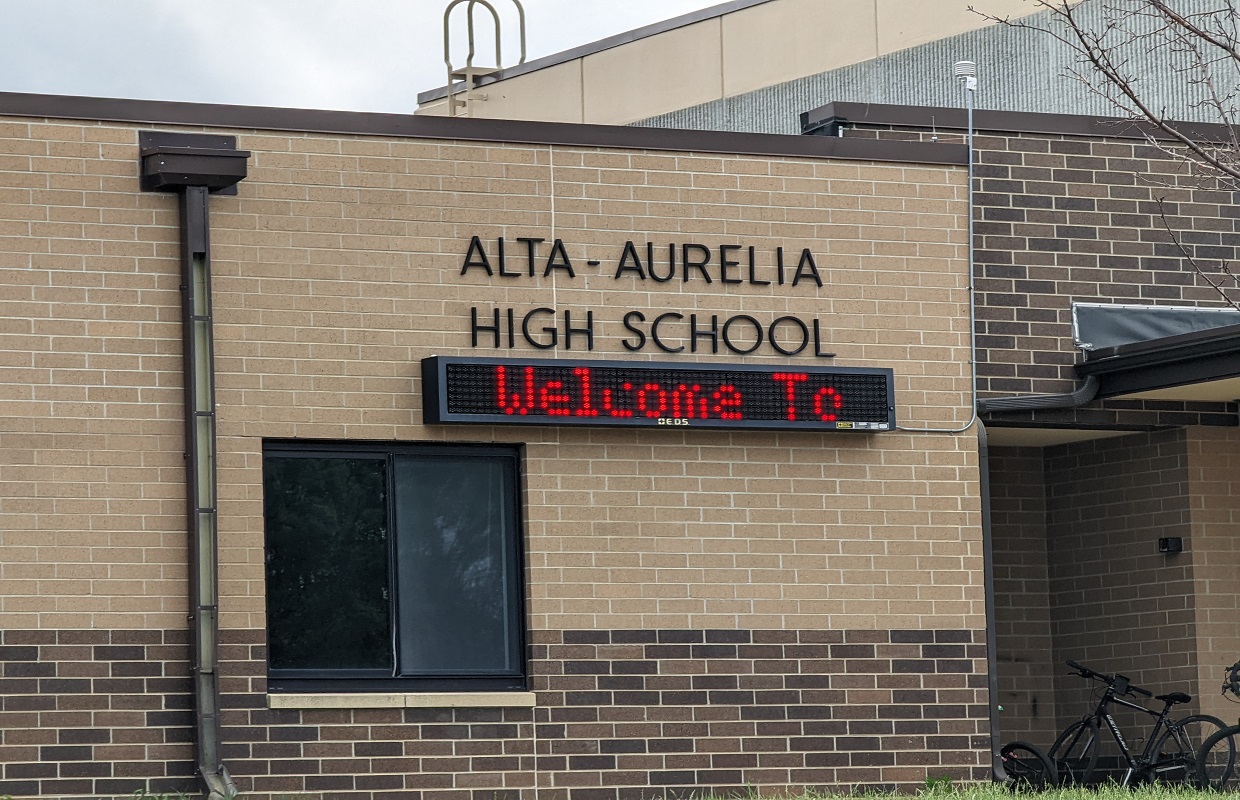 ALTA-AURELIA
HIGH SCHOOL
Welcome To
E.D.S.